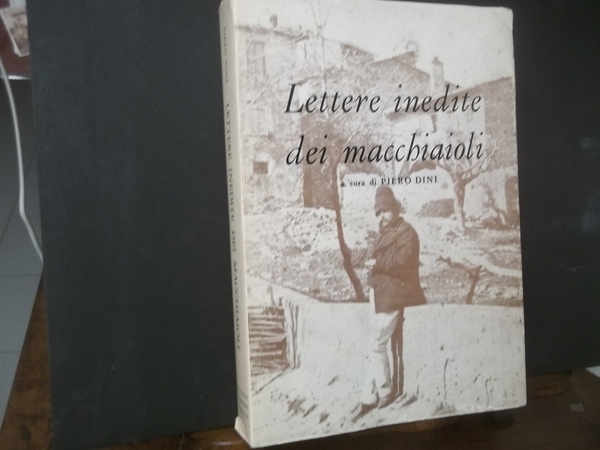 Lettere inedite
dei macchiaioli
a cura di PIERO DINI
LETTERE INEDITE DEI MACCHIAIOLI